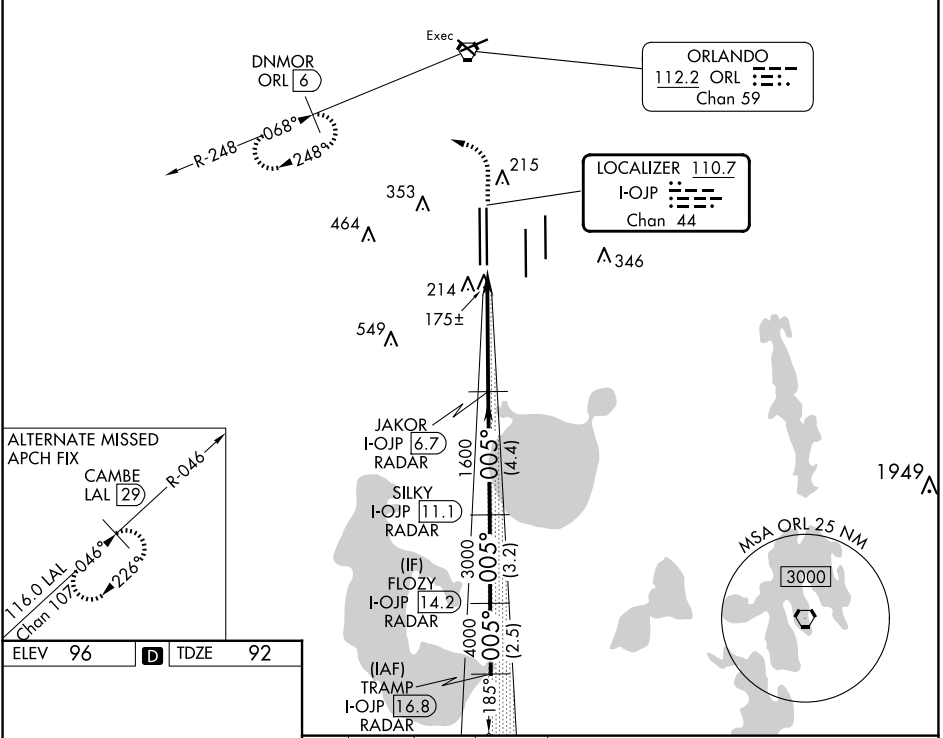 Exec
ORLANDO
112.2 ORL
Chan 59
DNMOR
ORL 6
R-248
068°
248°
215
LOCALIZER 110.7
I-OJP
Chan 44
353
464
346
214
175±
549
JAKOR
I-OJP 6.7
RADAR
1600
005°
(4.4)
SILKY
I-OJP 11.1
RADAR
3000
005°
(3.2)
(IF)
FLOZY
I-OJP 14.2
RADAR
4000
005°
(2.5)
(IAF)
TRAMP
I-OJP 16.8
RADAR
185°
1949
MSA ORL 25 NM
3000
ALTERNATE MISSED
APCH FIX
CAMBE
LAL 29
R-046
046°
226°
116.0 LAL
Chan 107
ELEV 96 D TDZE 92